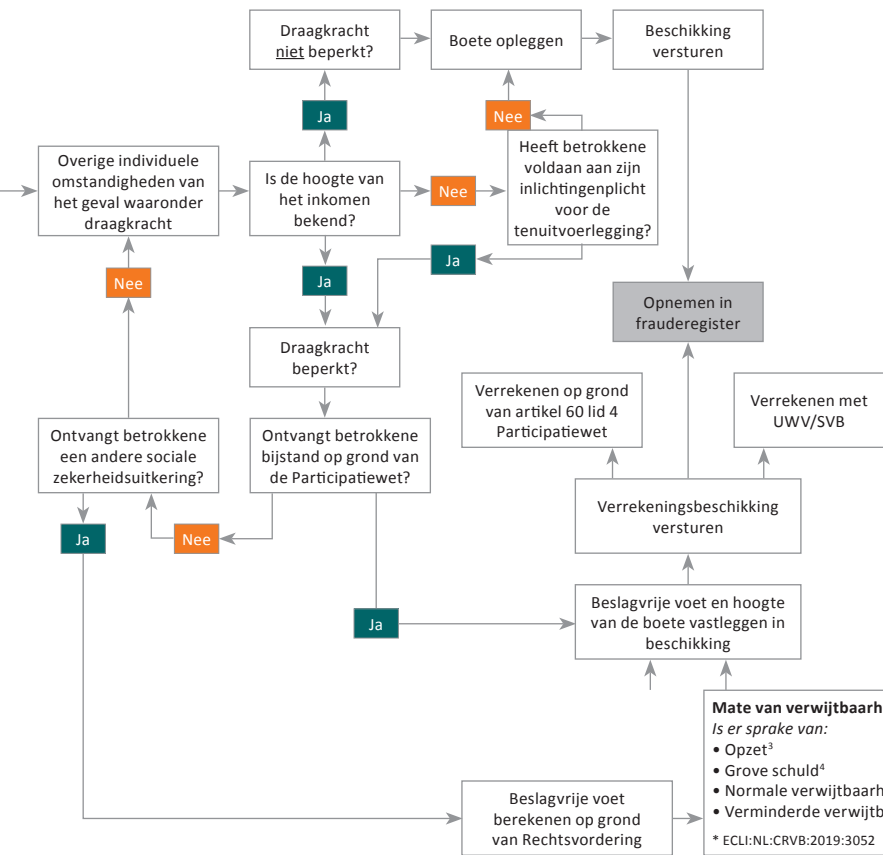 Draagkracht
niet beperkt?
Boete opleggen
Beschikking
versturen
Ja
Nee
Overige individuele
omstandigheden van
het geval waaronder
draagkracht
Is de hoogte van
het inkomen
bekend?
Nee
Heeft betrokkene
voldaan aan zijn
inlichtingenplicht
voor de
tenuitvoerlegging?
Nee
Ja
Ja
Opnemen in
frauderegister
Draagkracht
beperkt?
Verrekenen op grond
van artikel 60 lid 4
Participatiewet
Verrekenen met
UWV/SVB
Ontvangt betrokkene
een andere sociale
zekerheidsuitkering?
Ontvangt betrokkene
bijstand op grond van
de Participatiewet?
Verrekeningsbeschikking
versturen
Ja
Nee
Ja
Beslagvrije voet en hoogte
van de boete vastleggen in
beschikking
Mate van verwijtbaarh
Is er sprake van:
• Opzet³
• Grove schuld⁴
• Normale verwijtbaarh
• Verminderde verwijtb
* ECLI:NL:CRVB:2019:3052
Beslagvrije voet
berekenen op grond
van Rechtsvordering